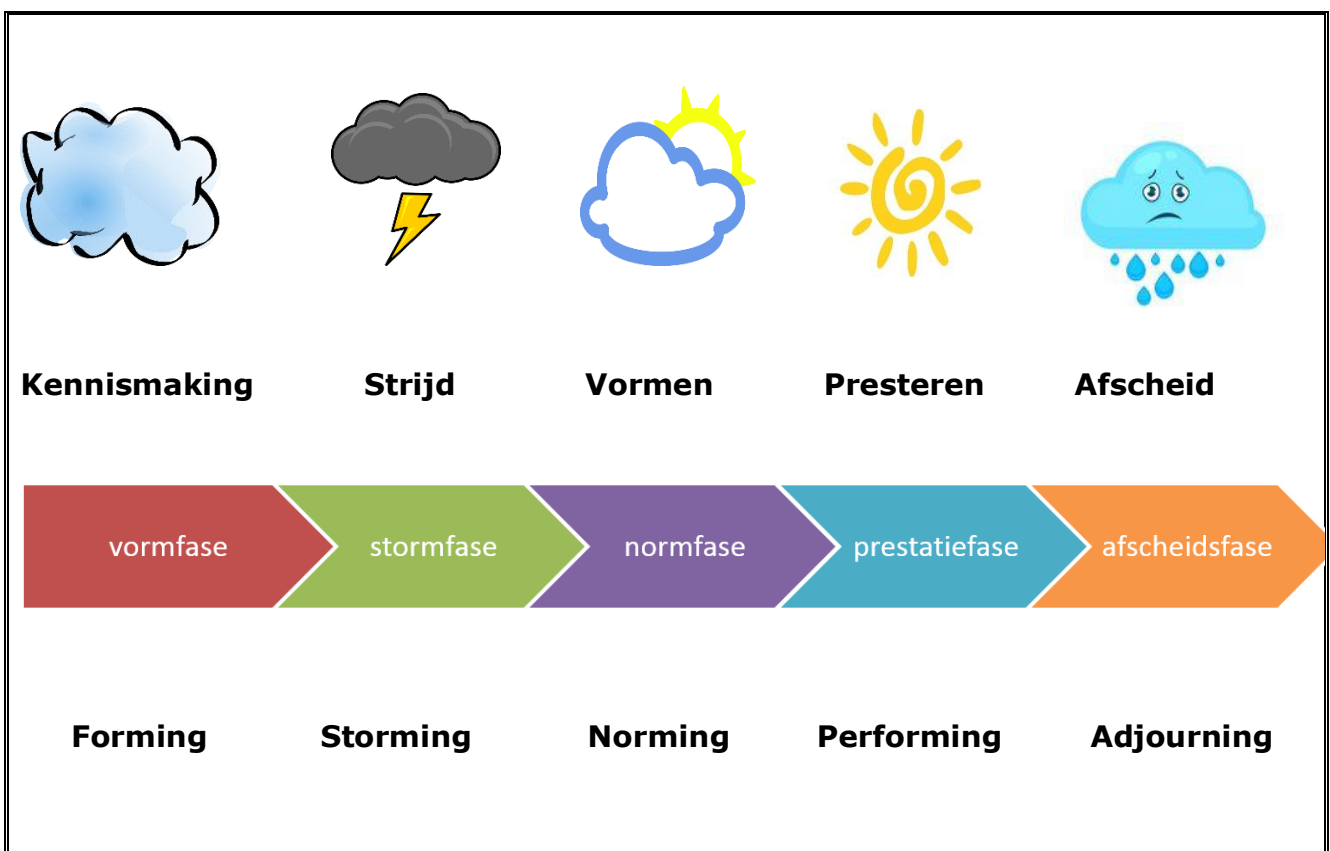 Kennismaking Strijd Vormen Presteren Afscheid
vormfase stormfase normfase prestatiefase afscheidsfase
Forming Storming Norming Performing Adjourning